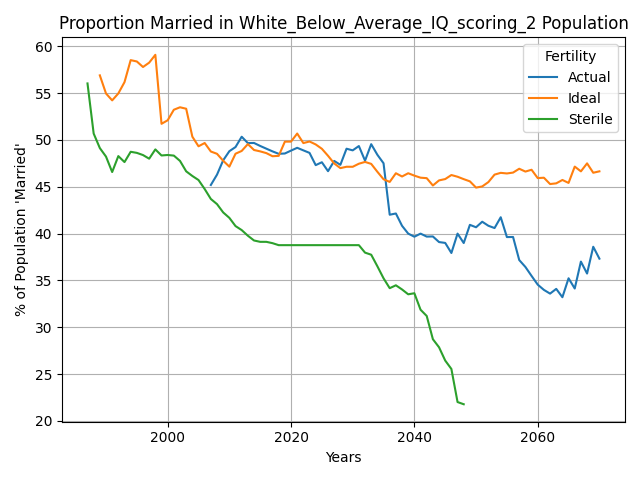 Proportion Married in White_Below_Average_IQ_scoring_2 Population
% of Population 'Married'
60
55
50
45
40
35
30
25
20
Fertility
Actual
Ideal
Sterile
2000 2020 2040 2060
Years